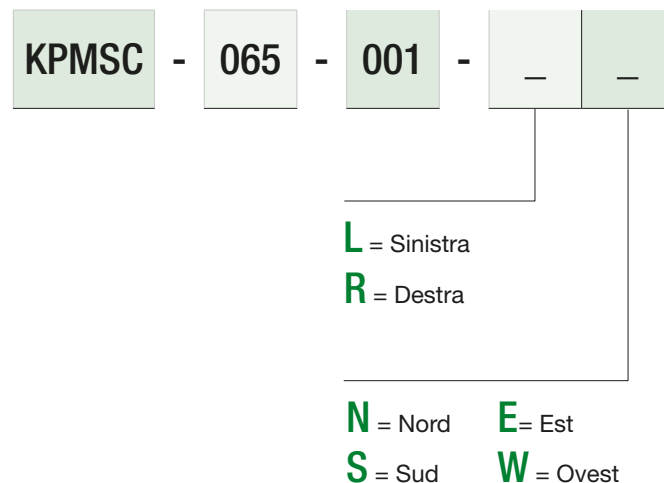 KPMSC - 065 - 001 - _ _
L = Sinistra
R = Destra
N = Nord E= Est
S = Sud W = Ovest